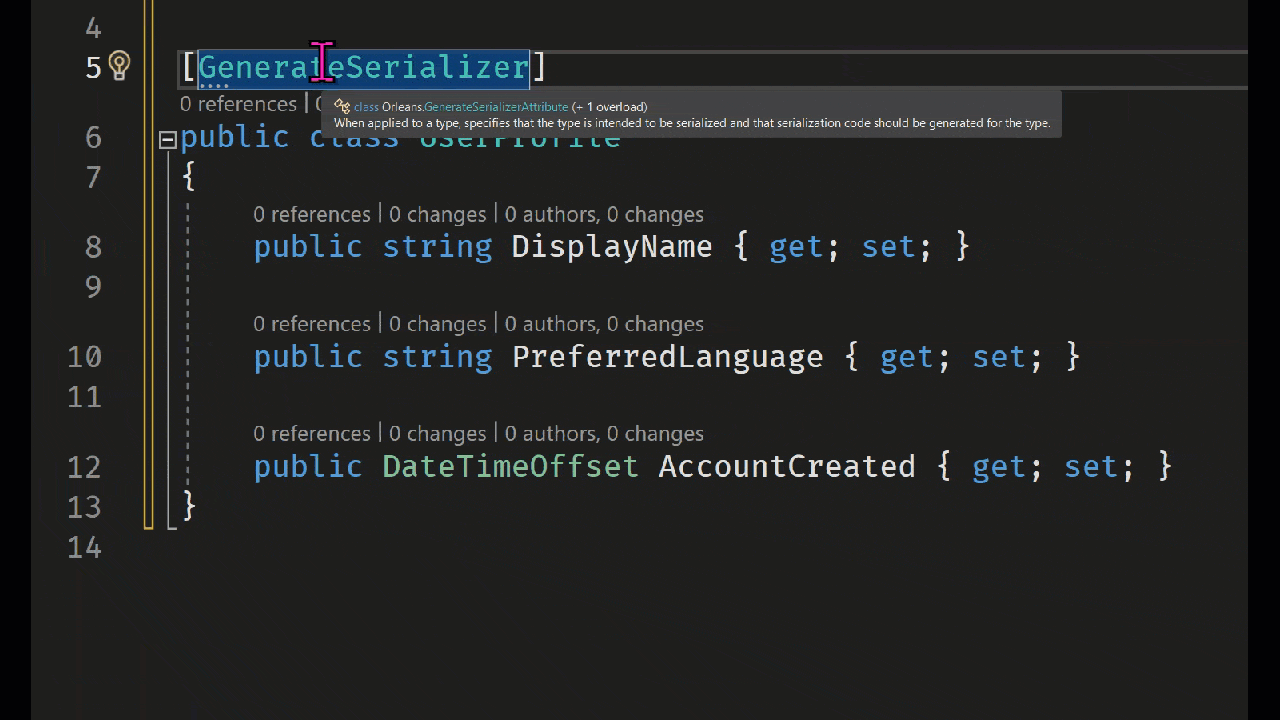 4
5 [GenerateSerializer]
0 references |
class Orleans.GenerateSerializerAttribute (+ 1 overload)
When applied to a type, specifies that the type is intended to be serialized and that serialization code should be generated for the type.
6 public class UserProfile
7 {
0 references | 0 changes | 0 authors, 0 changes
8 public string DisplayName { get; set; }
9
0 references | 0 changes | 0 authors, 0 changes
10 public string PreferredLanguage { get; set; }
11
0 references | 0 changes | 0 authors, 0 changes
12 public DateTimeOffset AccountCreated { get; set; }
13 }
14